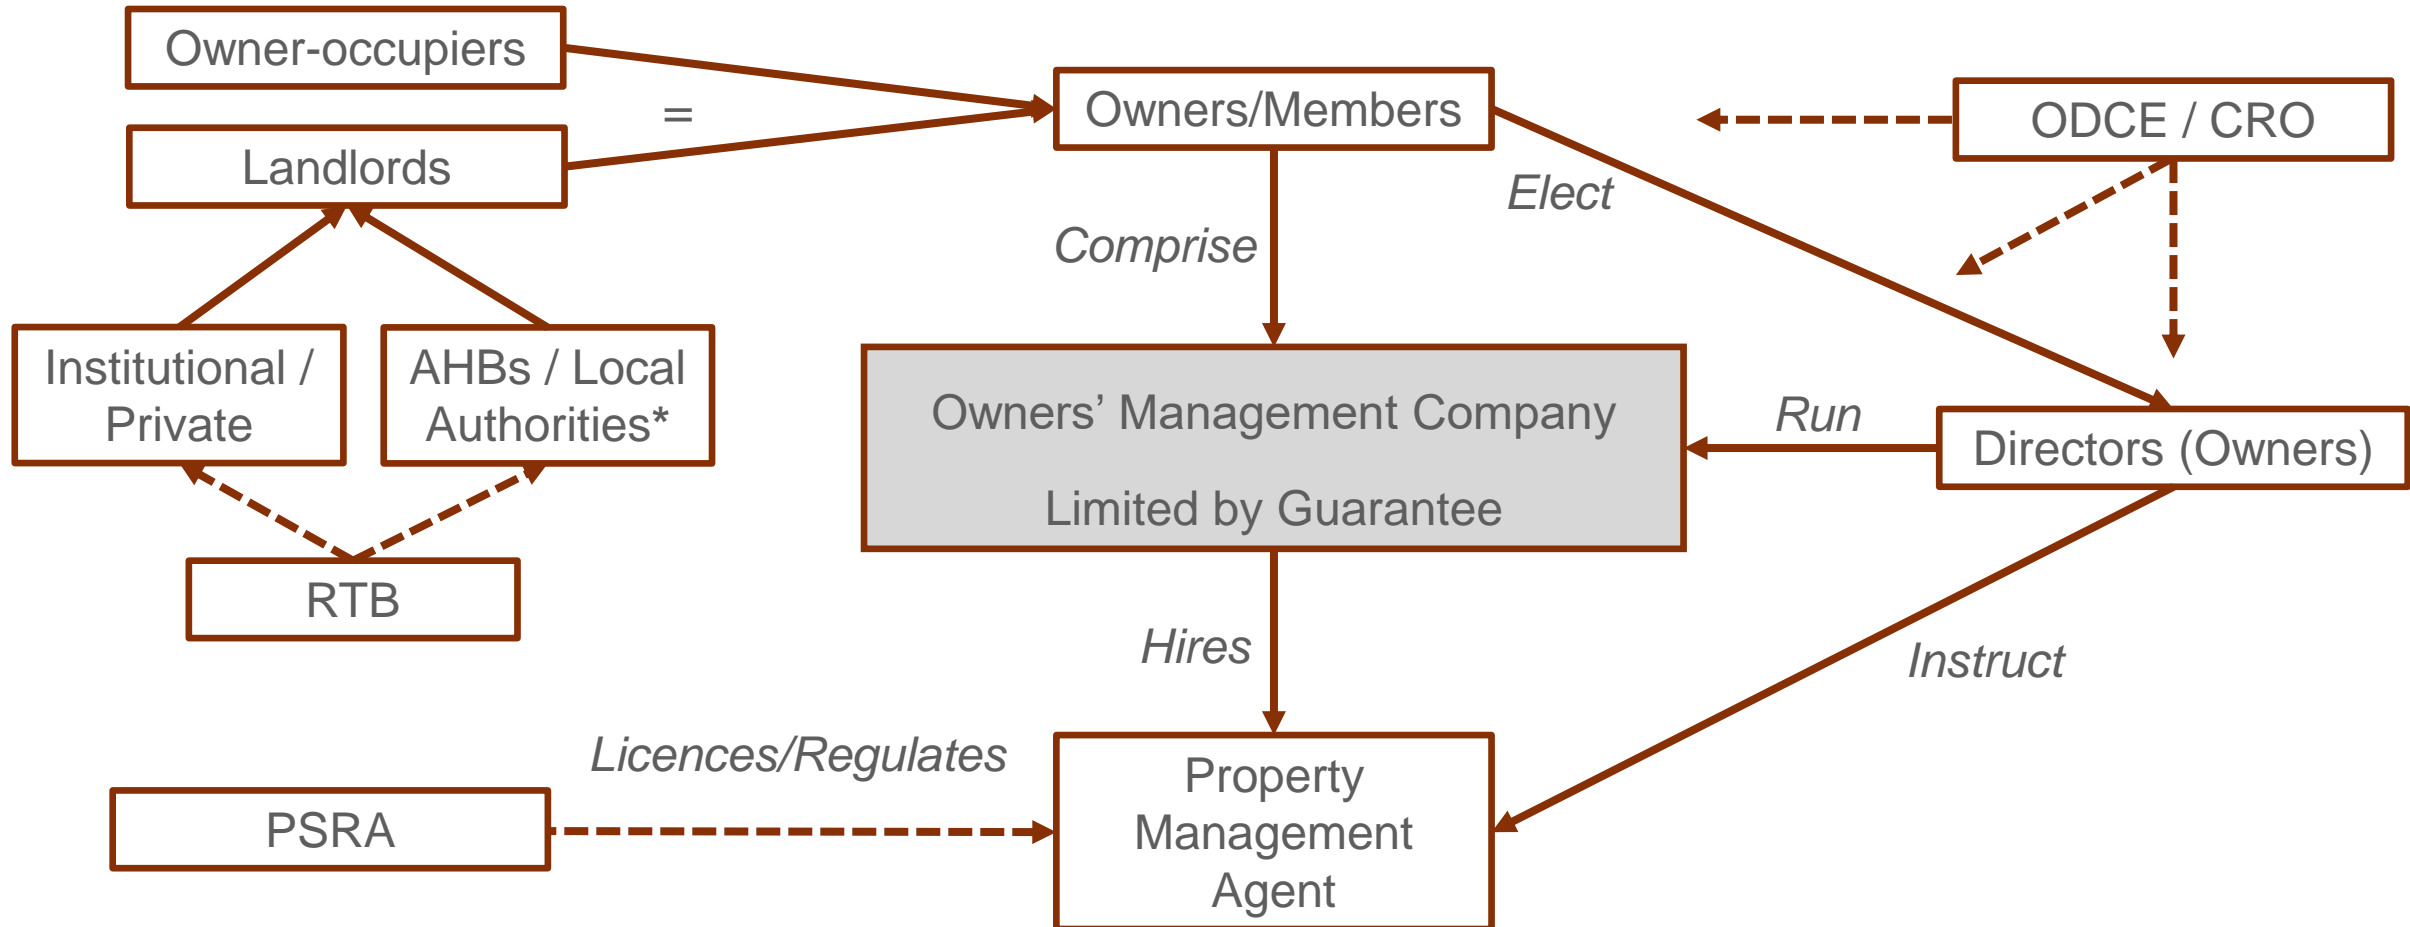 Owner-occupiers
=
Landlords
Owners/Members
ODCE / CRO
Elect
Comprise
Institutional /
Private
AHBs / Local
Authorities*
Owners’ Management Company
Limited by Guarantee
Run
Directors (Owners)
RTB
Hires
Instruct
Licences/Regulates
PSRA
Property
Management
Agent